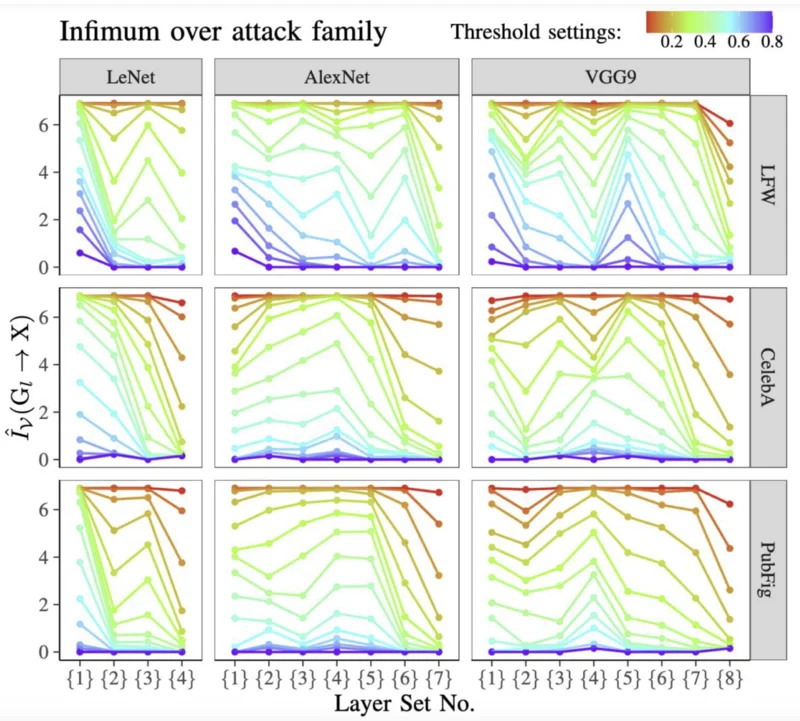 Infimum over attack family
Threshold settings:
0.2 0.4 0.6 0.8
LeNet
AlexNet
VGG9
6
4
2
0
LFW
6
4
2
0
CelebA
6
4
2
0
PubFig
Î_𝒱(G_l → X)
{1} {2} {3} {4}
{1} {2} {3} {4} {5} {6} {7}
{1} {2} {3} {4} {5} {6} {7} {8}
Layer Set No.